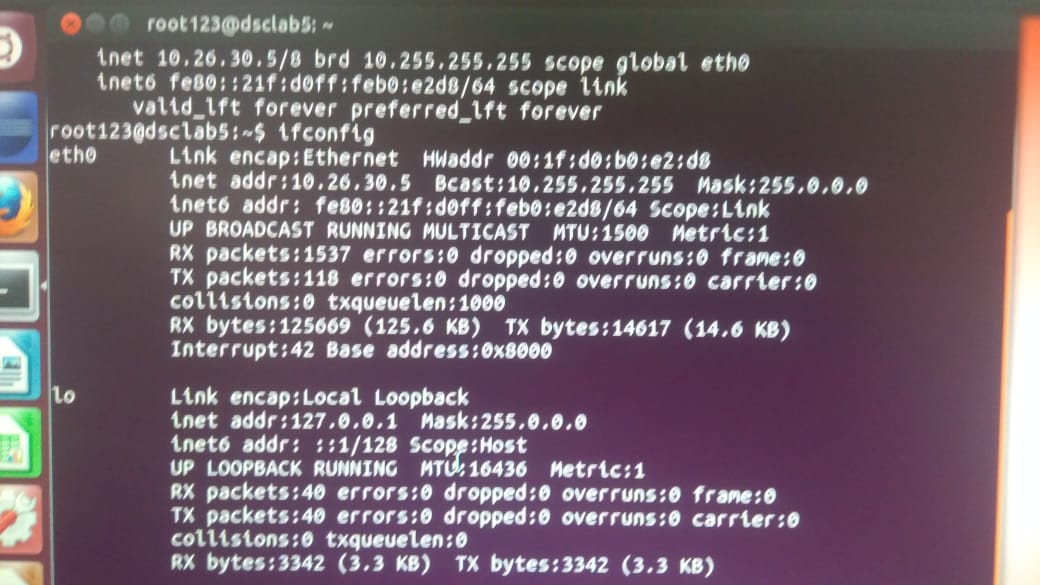 root123@dsclab5: ~
inet 10.26.30.5/8 brd 10.255.255.255 scope global eth0
inet6 fe80::21f:d0ff:feb0:e2d8/64 scope link
valid_lft forever preferred_lft forever
root123@dsclab5:~$ ifconfig
eth0 Link encap:Ethernet HWaddr 00:1f:d0:b0:e2:d8
inet addr:10.26.30.5 Bcast:10.255.255.255 Mask:255.0.0.0
inet6 addr: fe80::21f:d0ff:feb0:e2d8/64 Scope:Link
UP BROADCAST RUNNING MULTICAST MTU:1500 Metric:1
RX packets:1537 errors:0 dropped:0 overruns:0 frame:0
TX packets:118 errors:0 dropped:0 overruns:0 carrier:0
collisions:0 txqueuelen:1000
RX bytes:125669 (125.6 KB) TX bytes:14617 (14.6 KB)
Interrupt:42 Base address:0x8000
lo Link encap:Local Loopback
inet addr:127.0.0.1 Mask:255.0.0.0
inet6 addr: ::1/128 Scope:Host
UP LOOPBACK RUNNING MTU:16436 Metric:1
RX packets:40 errors:0 dropped:0 overruns:0 frame:0
TX packets:40 errors:0 dropped:0 overruns:0 carrier:0
collisions:0 txqueuelen:0
RX bytes:3342 (3.3 KB) TX bytes:3342 (3.3 KB)